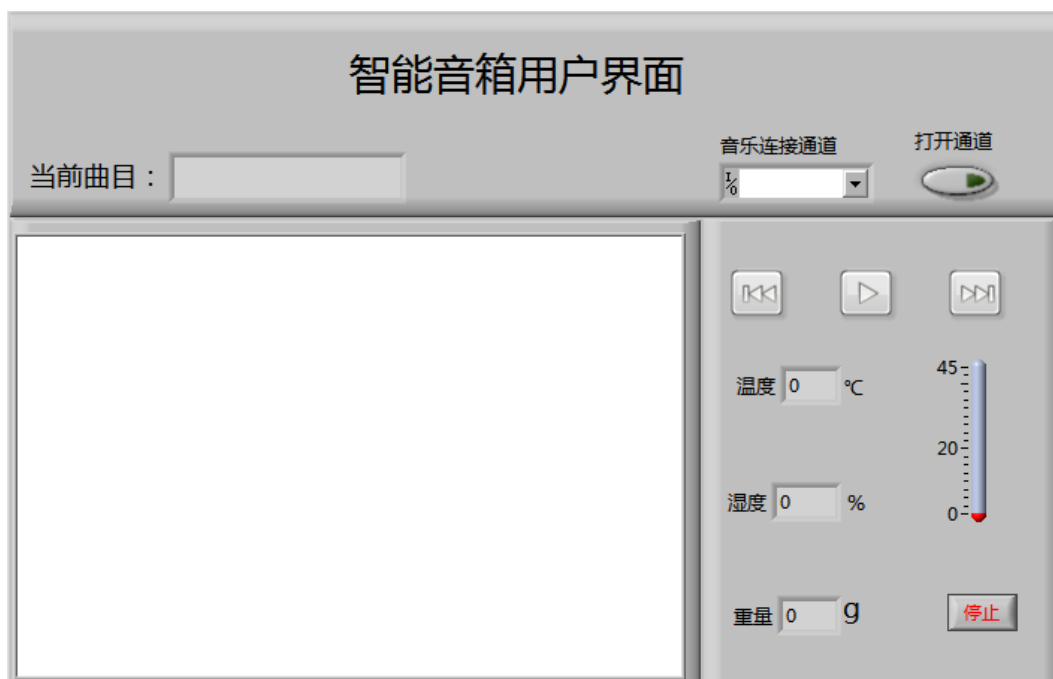 智能音箱用户界面
音乐连接通道 打开通道
当前曲目：
I/O
温度 0 ℃
45
20
0
湿度 0 %
重量 0 g
停止